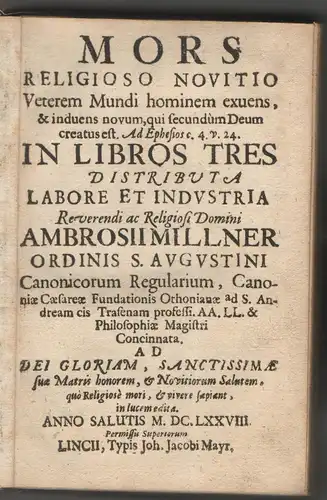 MORS
RELIGIOSO NOVITIO
Veterem Mundi hominem exuens,
& induens novum, qui secundùm Deum
creatus est. Ad Ephesios c. 4. v. 24.
IN LIBROS TRES
DISTRIBUTA
LABORE ET INDVSTRIA
Reverendi ac Religiosi Domini
AMBROSII MILLNER
ORDINIS S. AVGVSTINI
Canonicorum Regularium, Cano-
niæ Cæsareæ Fundationis Othonianæ ad S. An-
dream cis Trasenam professi. AA. LL. &
Philosophiæ Magistri
Concinnata.
AD
DEI GLORIAM, SANCTISSIMÆ
suæ Matris honorem, & Novitiorum Salutem,
quò Religiosè mori, & vivere sapiant,
in lucem edita.
ANNO SALUTIS M. DC. LXXVIII.
Permissu Superiorum
LINCII, Typis Joh. Jacobi Mayr.